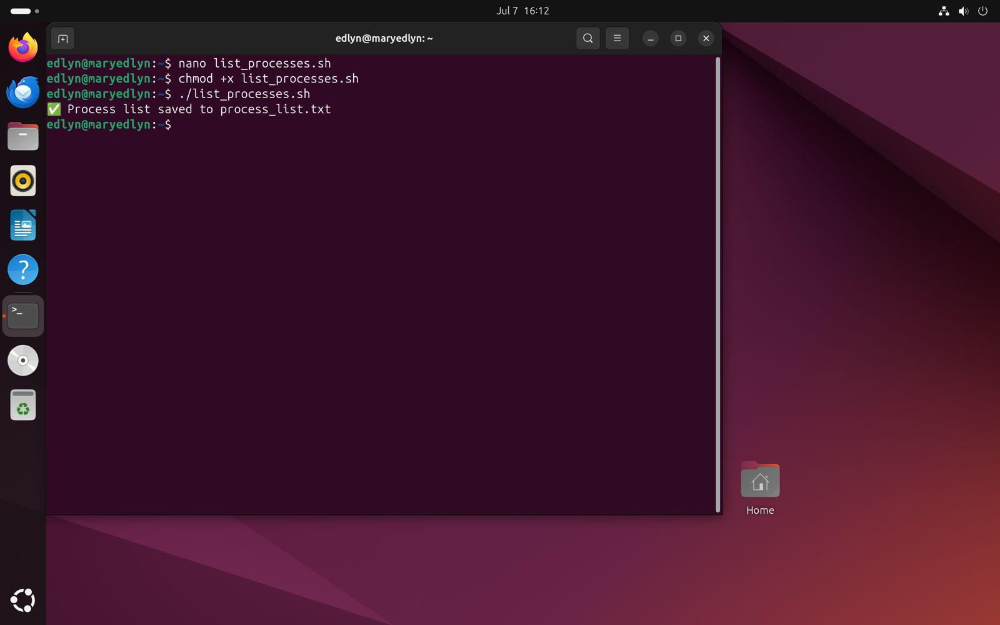 Jul 7 16:12
edlyn@maryedlyn: ~
edlyn@maryedlyn:~$ nano list_processes.sh
edlyn@maryedlyn:~$ chmod +x list_processes.sh
edlyn@maryedlyn:~$ ./list_processes.sh
✅ Process list saved to process_list.txt
edlyn@maryedlyn:~$
?
>_
Home